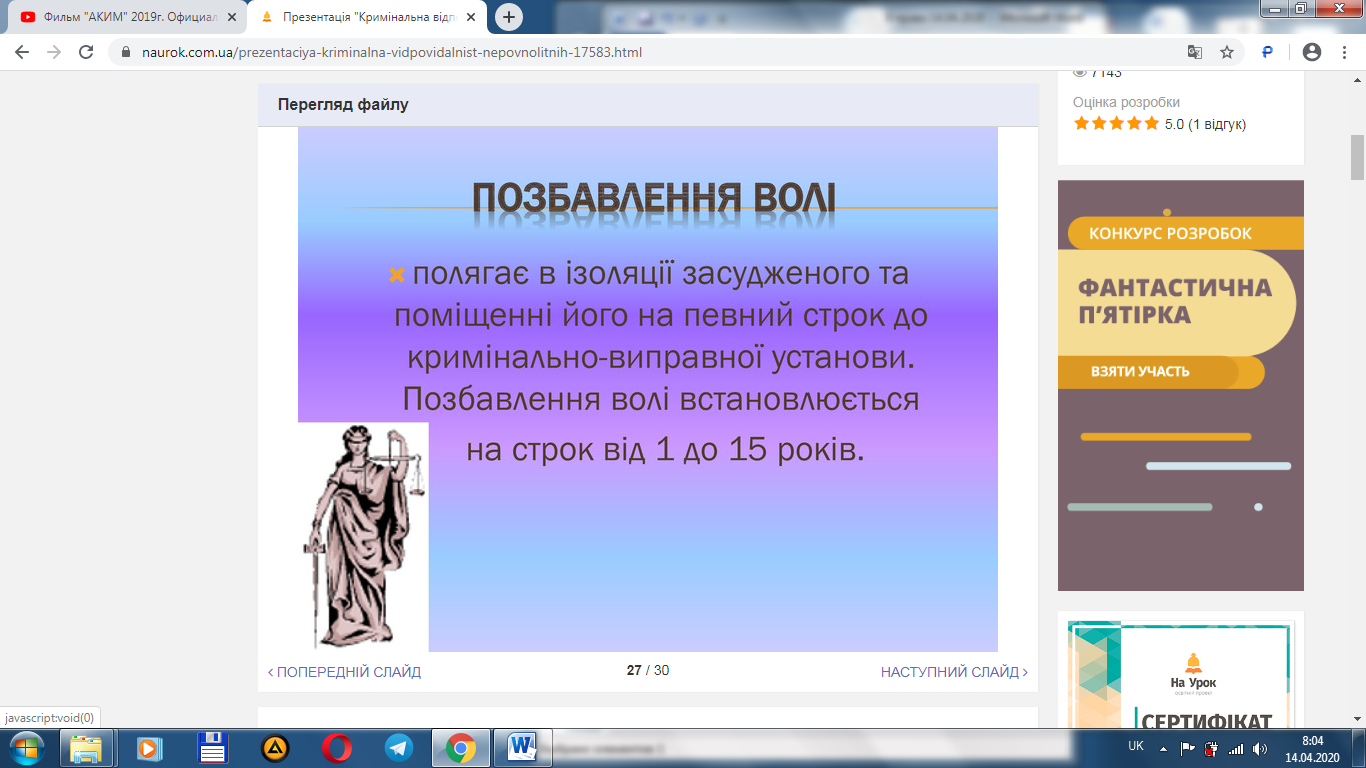 Фильм "АКИМ" 2019г. Официал
Презентація "Кримінальна відпо
naurok.com.ua/prezentaciya-kriminalna-vidpovidalnist-nepovnolitnih-17583.html
Перегляд файлу
7143
Оцінка розробки
5.0 (1 відгук)
ПОЗБАВЛЕННЯ ВОЛІ
полягає в ізоляції засудженого та
поміщенні його на певний строк до
кримінально-виправної установи.
Позбавлення волі встановлюється
на строк від 1 до 15 років.
КОНКУРС РОЗРОБОК
ФАНТАСТИЧНА
П'ЯТІРКА
ВЗЯТИ УЧАСТЬ
‹ ПОПЕРЕДНІЙ СЛАЙД
27 / 30
НАСТУПНИЙ СЛАЙД ›
На Урок
СЕРТИФІКАТ
javascript:void(0)
UK
8:04
14.04.2020